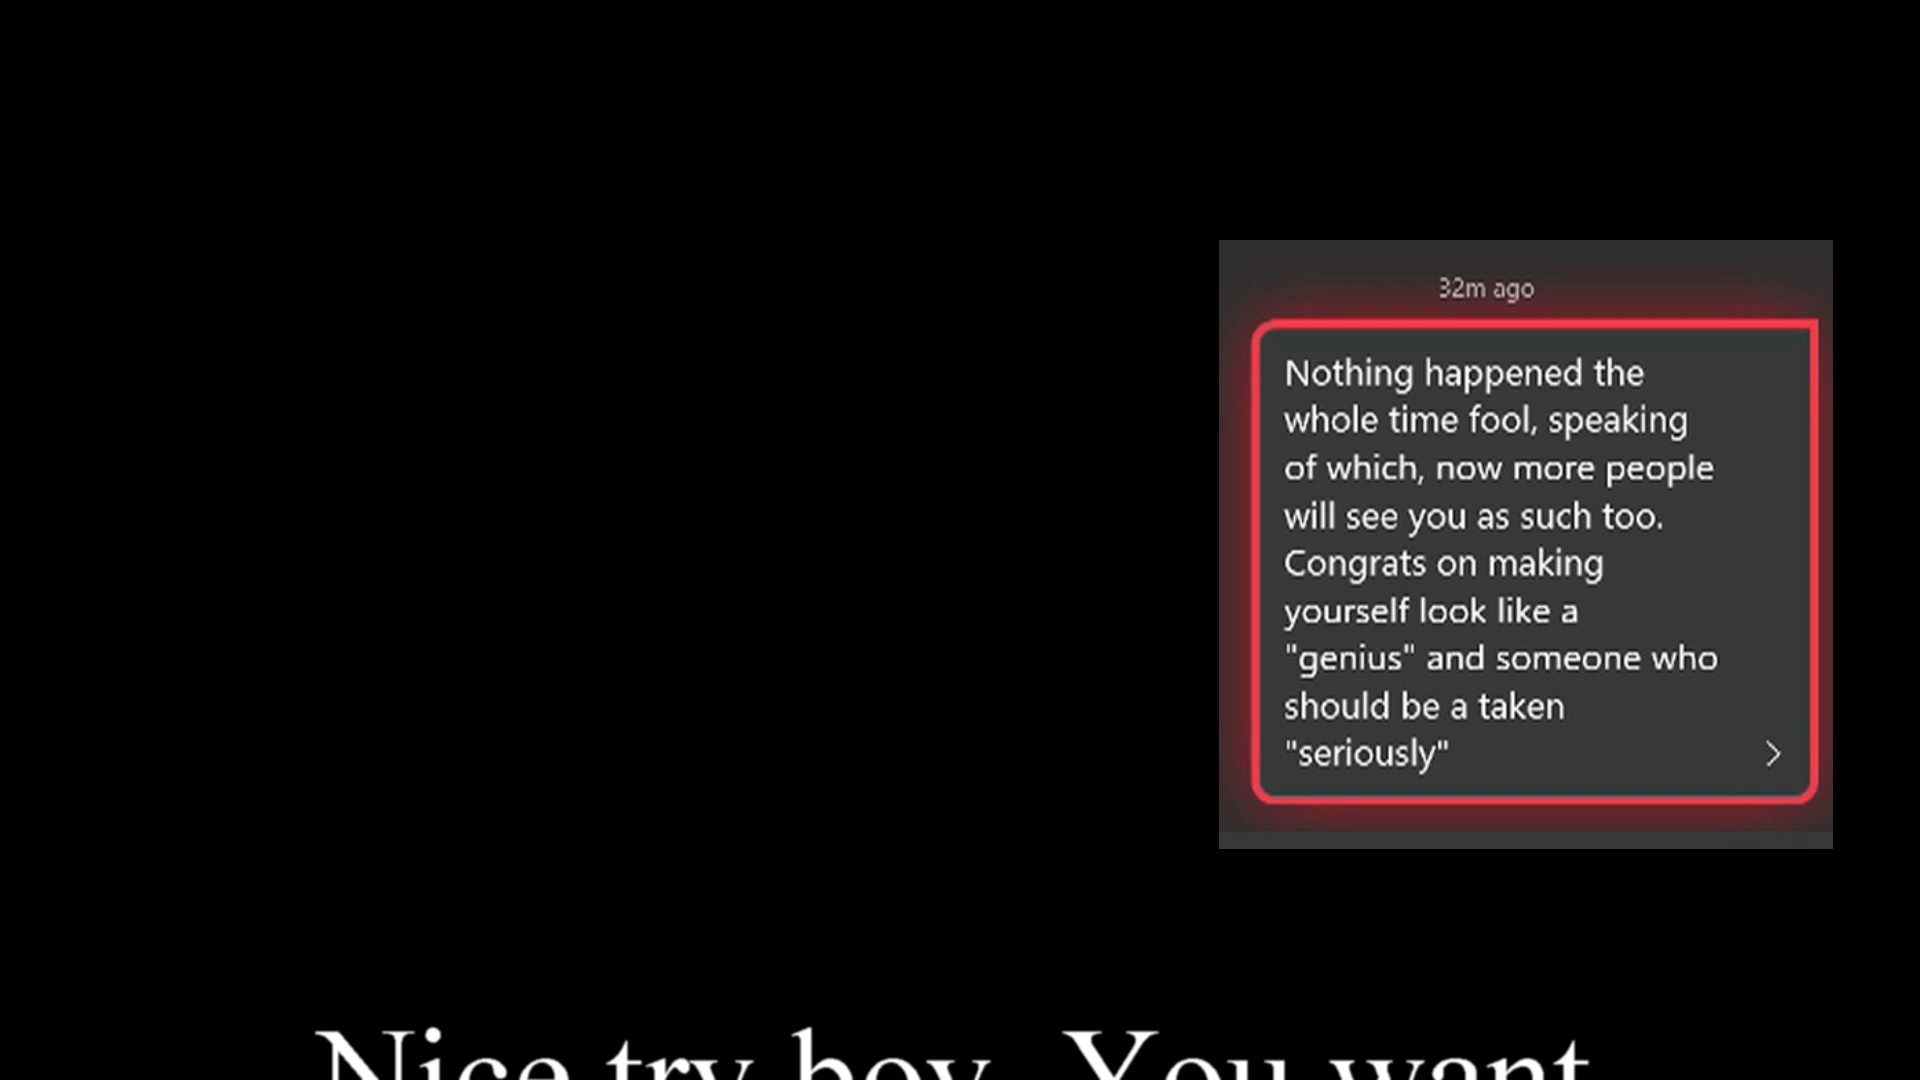 32m ago
Nothing happened the
whole time fool, speaking
of which, now more people
will see you as such too.
Congrats on making
yourself look like a
"genius" and someone who
should be a taken
"seriously"
Nice try boy. You want